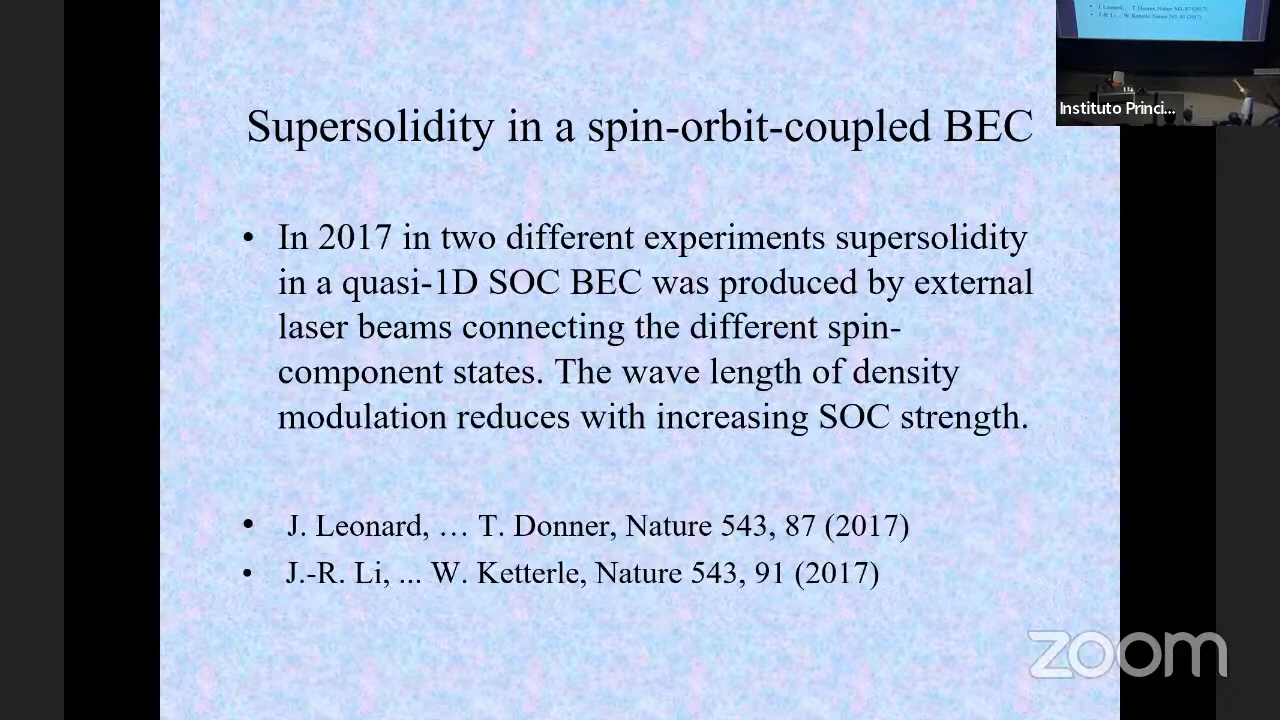 Supersolidity in a spin-orbit-coupled BEC
• In 2017 in two different experiments supersolidity
in a quasi-1D SOC BEC was produced by external
laser beams connecting the different spin-
component states. The wave length of density
modulation reduces with increasing SOC strength.
• J. Leonard, … T. Donner, Nature 543, 87 (2017)
• J.-R. Li, ... W. Ketterle, Nature 543, 91 (2017)
Instituto Princi...
zoom